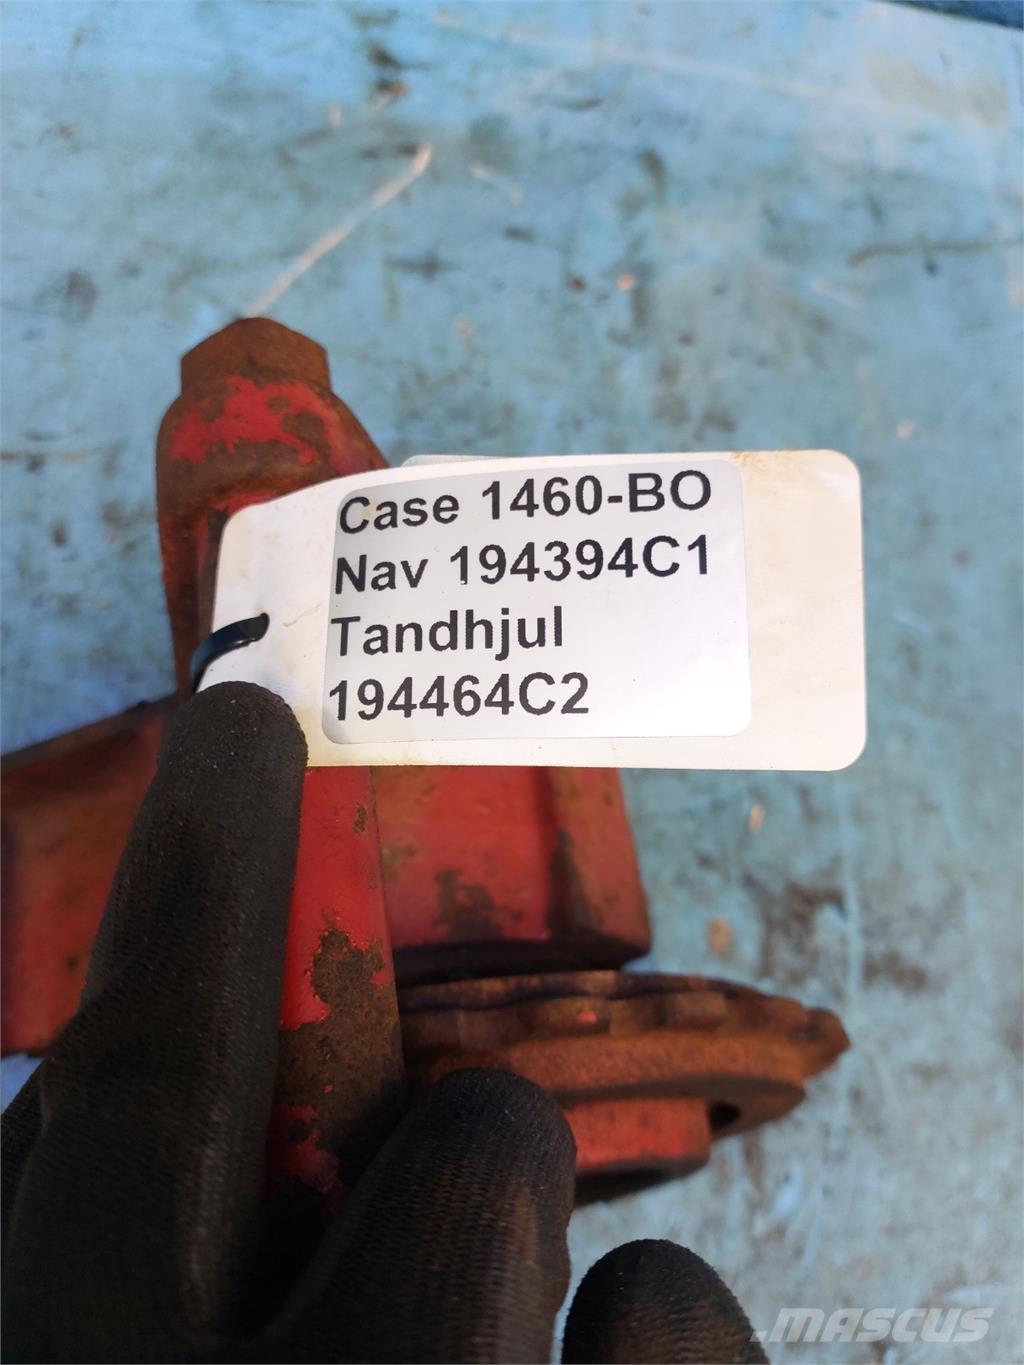 Case 1460-BO
Nav 194394C1
Tandhjul
194464C2
MASCUS